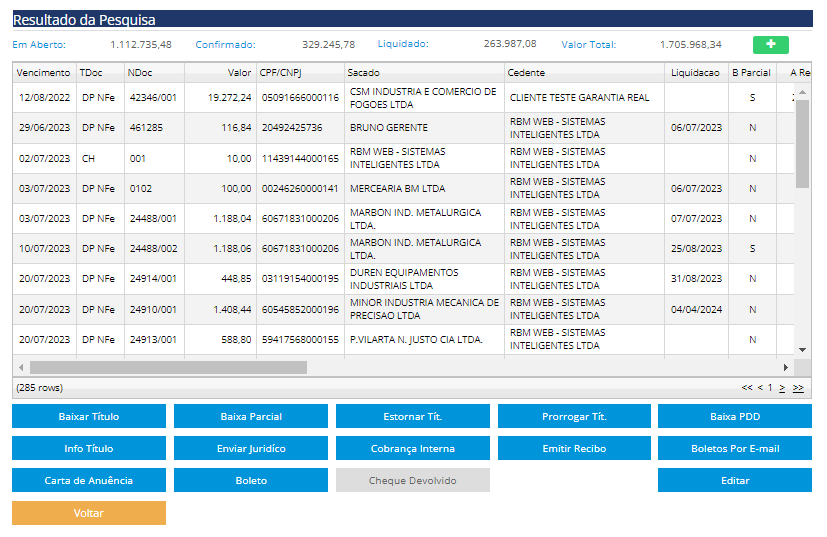 Resultado da Pesquisa
Em Aberto: 1.112.735,48 Confirmado: 329.245,78 Liquidado: 263.987,08 Valor Total: 1.705.968,34
Vencimento TDoc NDoc Valor CPF/CNPJ Sacado Cedente Liquidacao B Parcial A Re
12/08/2022 DP NFe 42346/001 19.272,24 05091666000116 CSM INDUSTRIA E COMERCIO DE FOGOES LTDA CLIENTE TESTE GARANTIA REAL S
29/06/2023 DP NFe 461285 116,84 20492425736 BRUNO GERENTE RBM WEB - SISTEMAS INTELIGENTES LTDA 06/07/2023 N
02/07/2023 CH 001 10,00 11439144000165 RBM WEB - SISTEMAS INTELIGENTES LTDA RBM WEB - SISTEMAS INTELIGENTES LTDA N
03/07/2023 DP NFe 0102 100,00 00246260000141 MERCEARIA BM LTDA RBM WEB - SISTEMAS INTELIGENTES LTDA 06/07/2023 N
03/07/2023 DP NFe 24488/001 1.188,04 60671831000206 MARBON IND. METALURGICA LTDA. RBM WEB - SISTEMAS INTELIGENTES LTDA 07/07/2023 N
10/07/2023 DP NFe 24488/002 1.188,06 60671831000206 MARBON IND. METALURGICA LTDA. RBM WEB - SISTEMAS INTELIGENTES LTDA 25/08/2023 S
20/07/2023 DP NFe 24914/001 448,85 03119154000195 DUREN EQUIPAMENTOS INDUSTRIAIS LTDA RBM WEB - SISTEMAS INTELIGENTES LTDA 31/08/2023 N
20/07/2023 DP NFe 24910/001 1.408,44 60545852000196 MINOR INDUSTRIA MECANICA DE PRECISAO LTDA RBM WEB - SISTEMAS INTELIGENTES LTDA 04/04/2024 N
20/07/2023 DP NFe 24913/001 588,80 59417568000155 P.VILARTA N. JUSTO CIA LTDA. RBM WEB - SISTEMAS INTELIGENTES LTDA N
(285 rows) << < 1 > >>
Baixar Título Baixa Parcial Estornar Tít. Prorrogar Tít. Baixa PDD
Info Título Enviar Juridíco Cobrança Interna Emitir Recibo Boletos Por E-mail
Carta de Anuência Boleto Cheque Devolvido Editar
Voltar